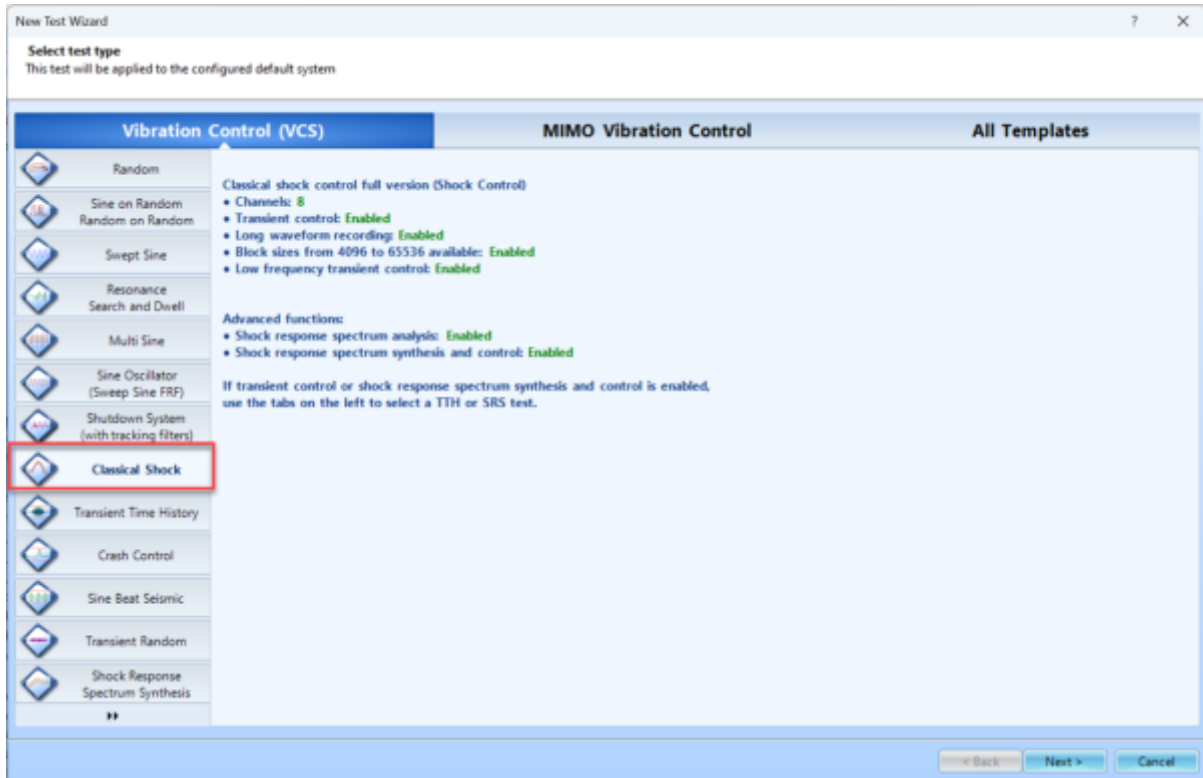 New Test Wizard
?
Select test type
This test will be applied to the configured default system
Vibration Control (VCS)
MIMO Vibration Control
All Templates
Random
Sine on Random
Random on Random
Swept Sine
Resonance
Search and Dwell
Multi Sine
Sine Oscillator
(Sweep Sine FRF)
Shutdown System
(with tracking filters)
Classical Shock
Transient Time History
Crash Control
Sine Beat Seismic
Transient Random
Shock Response
Spectrum Synthesis
Classical shock control full version (Shock Control)
• Channels: 8
• Transient control: Enabled
• Long waveform recording: Enabled
• Block sizes from 4096 to 65536 available: Enabled
• Low frequency transient control: Enabled
Advanced functions:
• Shock response spectrum analysis: Enabled
• Shock response spectrum synthesis and control: Enabled
If transient control or shock response spectrum synthesis and control is enabled,
use the tabs on the left to select a TTH or SRS test.
< Back
Next >
Cancel